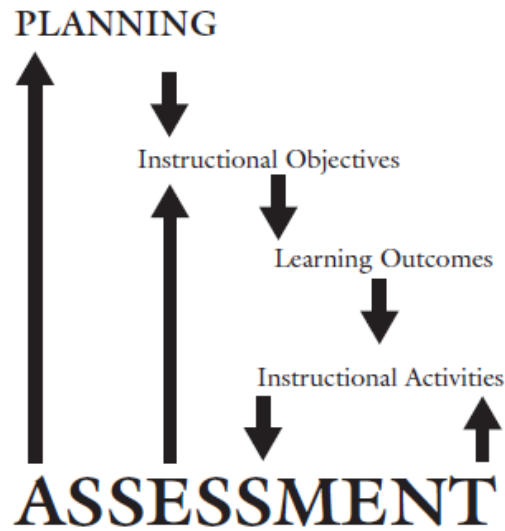 PLANNING
Instructional Objectives
Learning Outcomes
Instructional Activities
ASSESSMENT